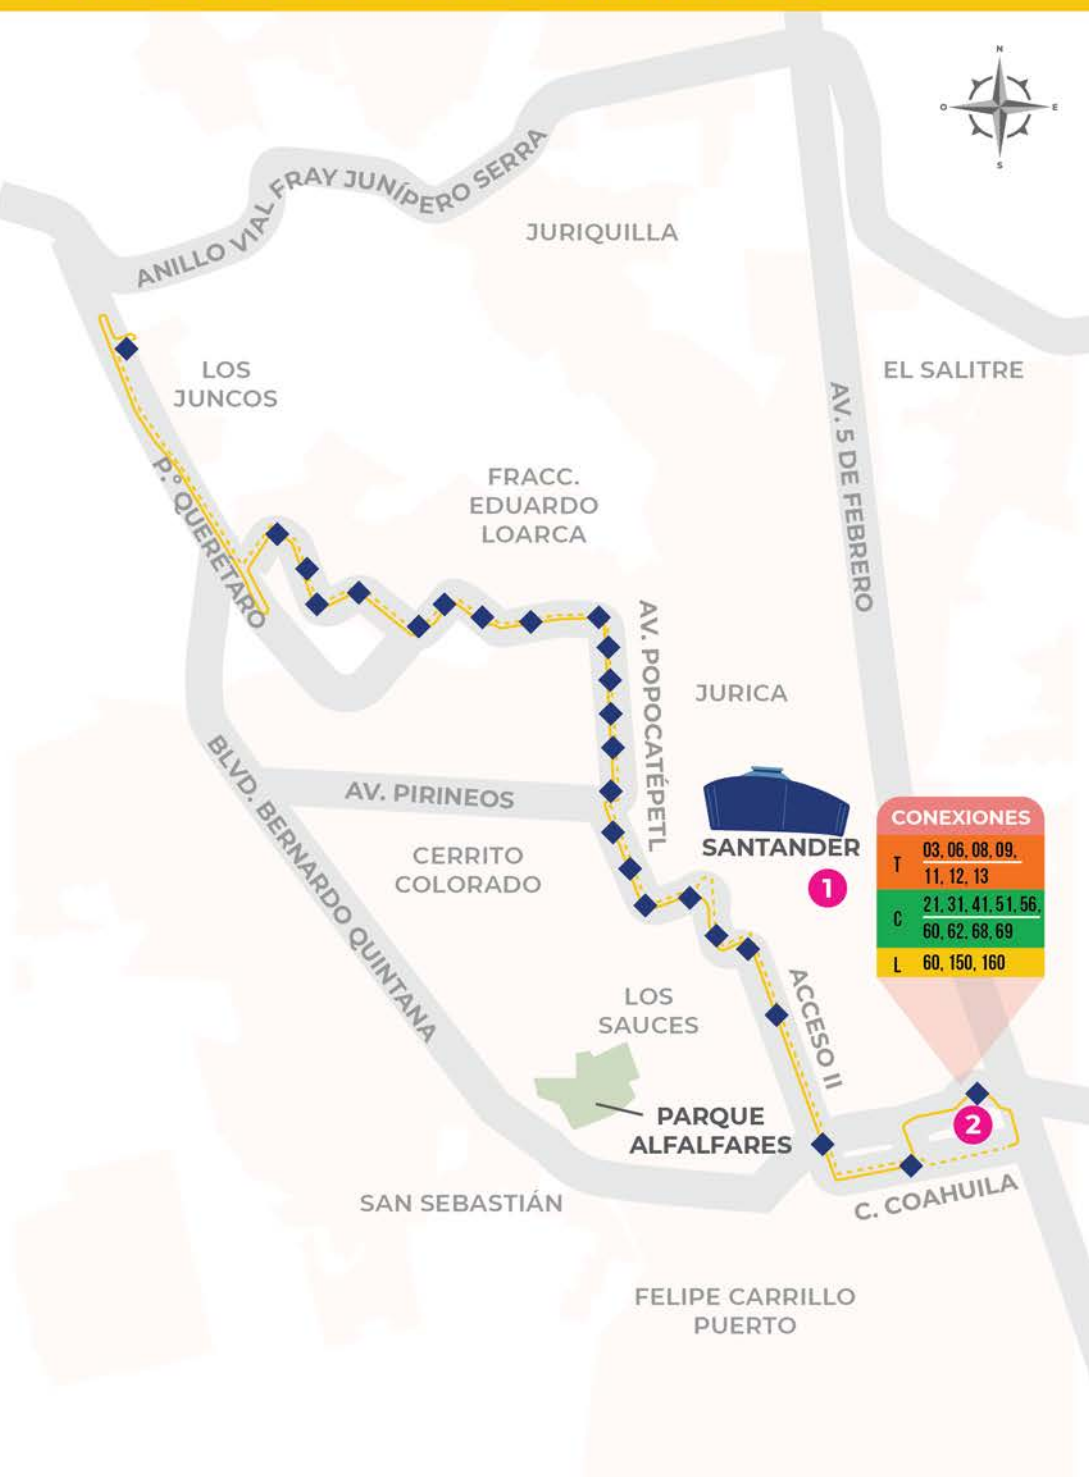 N
O
E
S
ANILLO VIAL FRAY JUNÍPERO SERRA
JURIQUILLA
LOS
JUNCOS
EL SALITRE
AV. 5 DE FEBRERO
P.º QUERÉTARO
FRACC.
EDUARDO
LOARCA
AV. POPOCATÉPETL
JURICA
BLVD. BERNARDO QUINTANA
AV. PIRINEOS
SANTANDER
1
CERRITO
COLORADO
CONEXIONES
T
03, 06, 08, 09,
11, 12, 13
C
21, 31, 41, 51, 56,
60, 62, 68, 69
L 60, 150, 160
ACCESO II
LOS
SAUCES
PARQUE
ALFALFARES
2
SAN SEBASTIÁN
C. COAHUILA
FELIPE CARRILLO
PUERTO